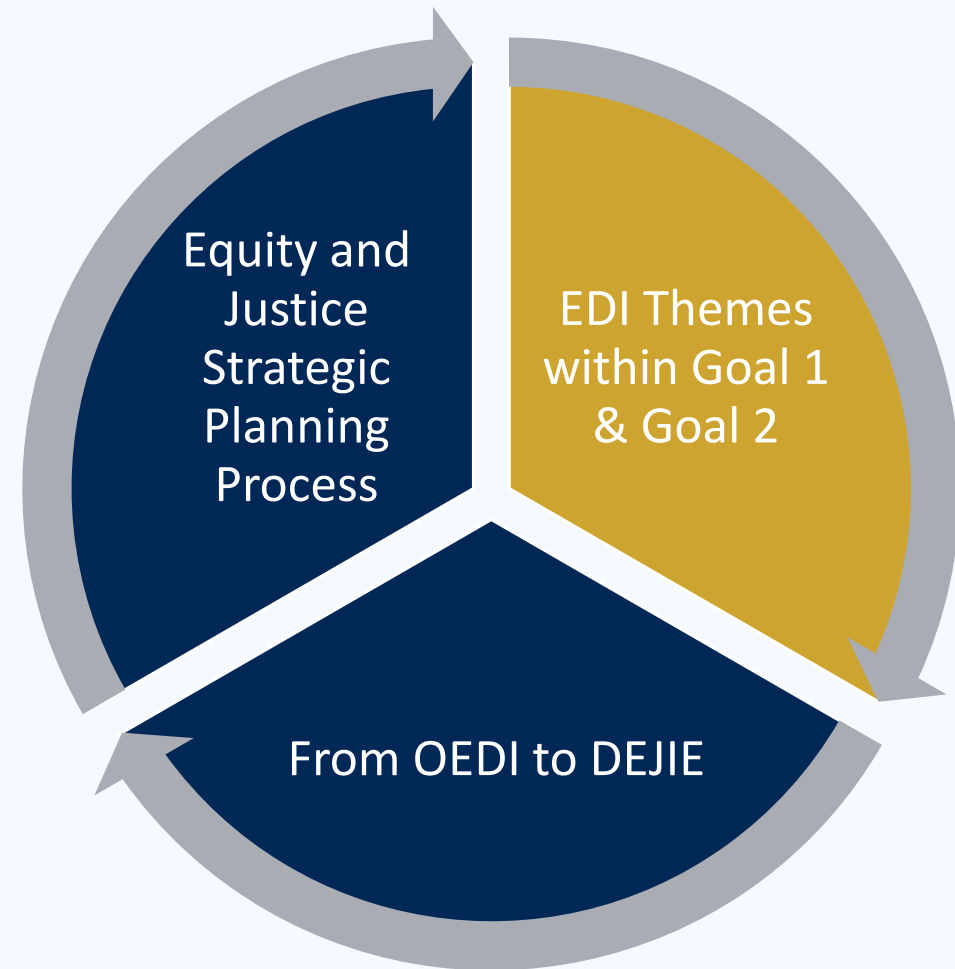 Equity and
Justice
Strategic
Planning
Process
EDI Themes
within Goal 1
& Goal 2
From OEDI to DEJIE